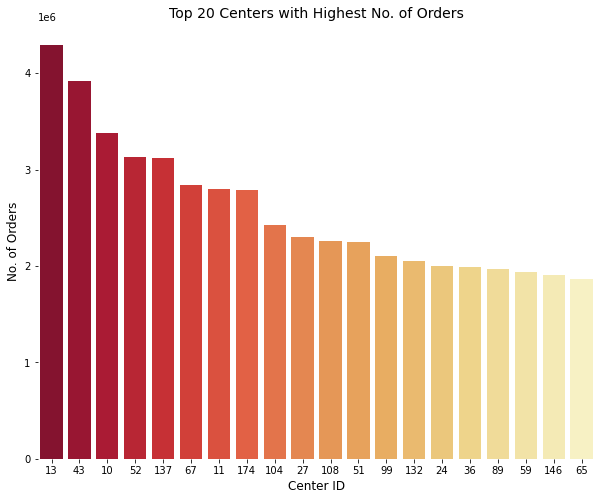 Top 20 Centers with Highest No. of Orders
1e6
4
3
2
1
0
No. of Orders
13 43 10 52 137 67 11 174 104 27 108 51 99 132 24 36 89 59 146 65
Center ID